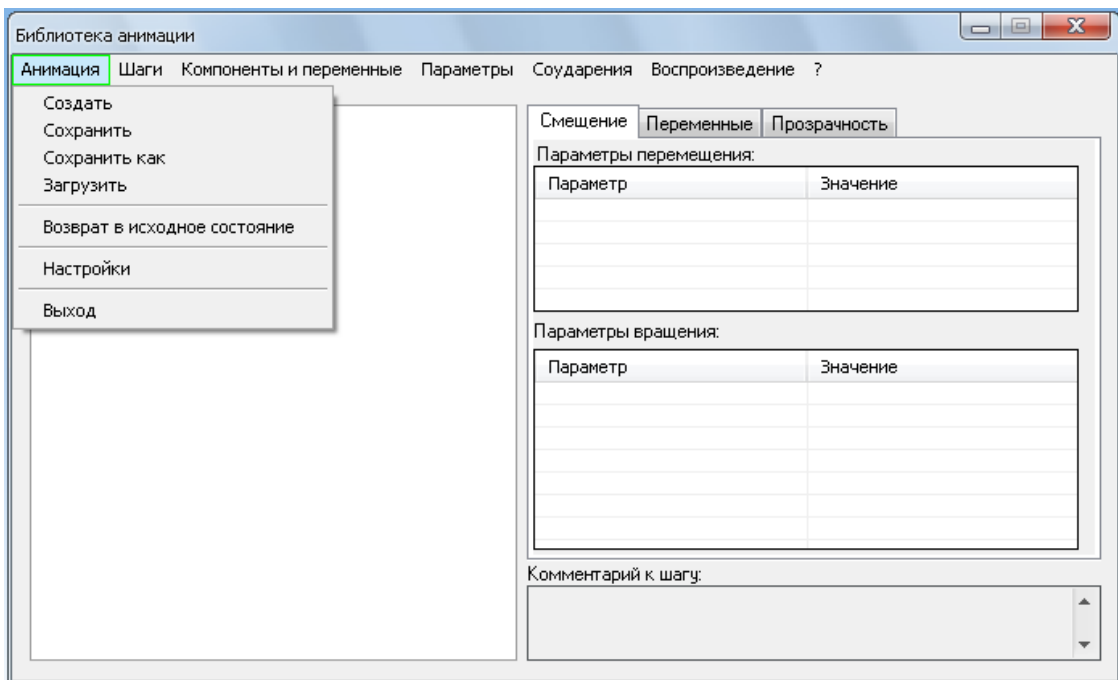 Библиотека анимации
Анимация Шаги Компоненты и переменные Параметры Соударения Воспроизведение ?
Создать
Сохранить
Сохранить как
Загрузить
Возврат в исходное состояние
Настройки
Выход
Смещение Переменные Прозрачность
Параметры перемещения:
Параметр Значение
Параметры вращения:
Параметр Значение
Комментарий к шагу: